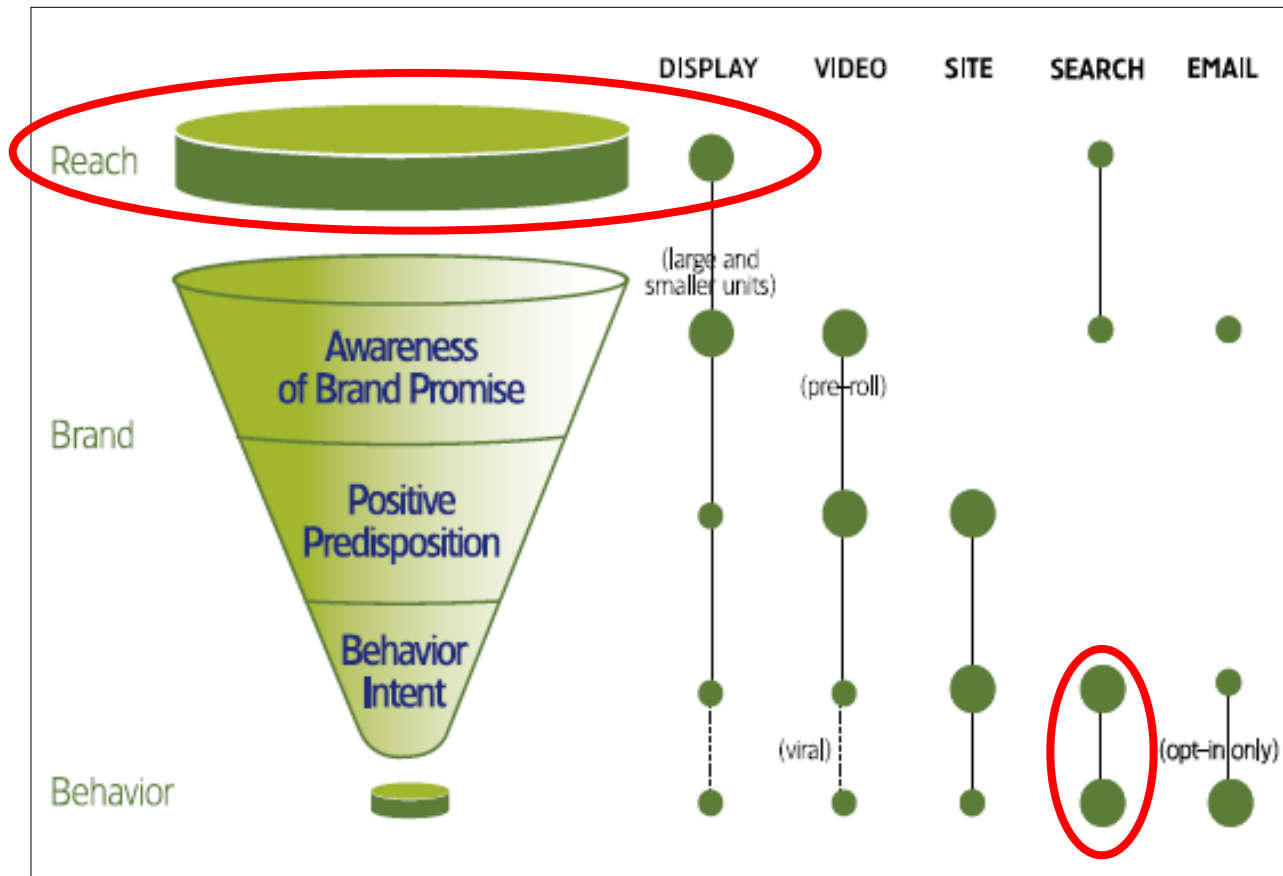 DISPLAY VIDEO SITE SEARCH EMAIL
Reach
(large and
smaller units)
Awareness
of Brand Promise
(pre-roll)
Brand
Positive
Predisposition
Behavior
Intent
(viral)
(opt-in only)
Behavior